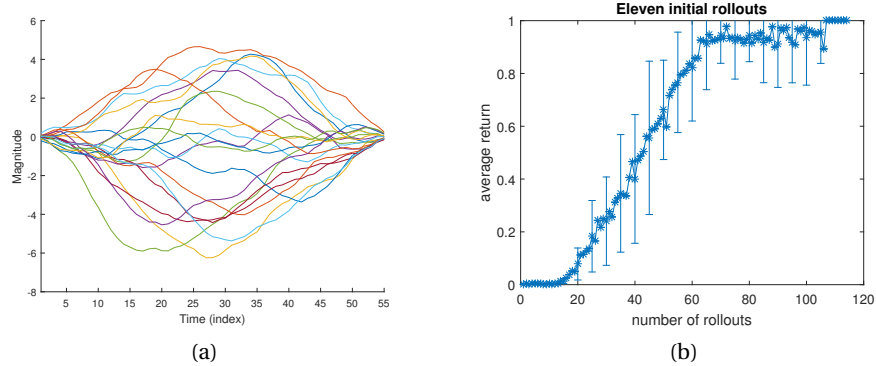 6
4
2
0
-2
-4
-6
-8
Magnitude
5 10 15 20 25 30 35 40 45 50 55
Time (index)
(a)
Eleven initial rollouts
1
0.8
0.6
0.4
0.2
0
average return
0 20 40 60 80 100 120
number of rollouts
(b)